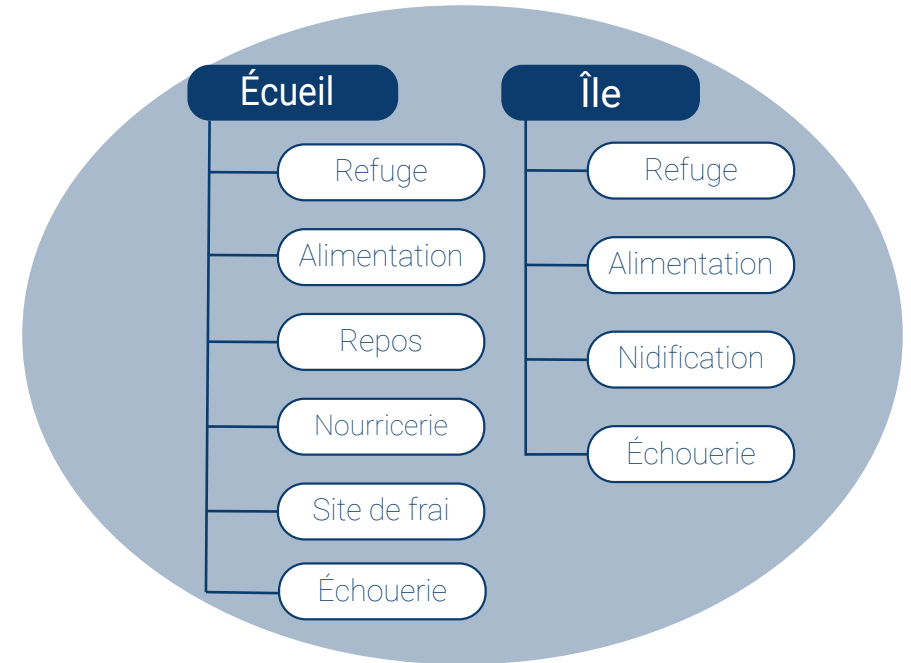 Écueil
Refuge
Alimentation
Repos
Nourricerie
Site de frai
Échouerie
Île
Refuge
Alimentation
Nidification
Échouerie